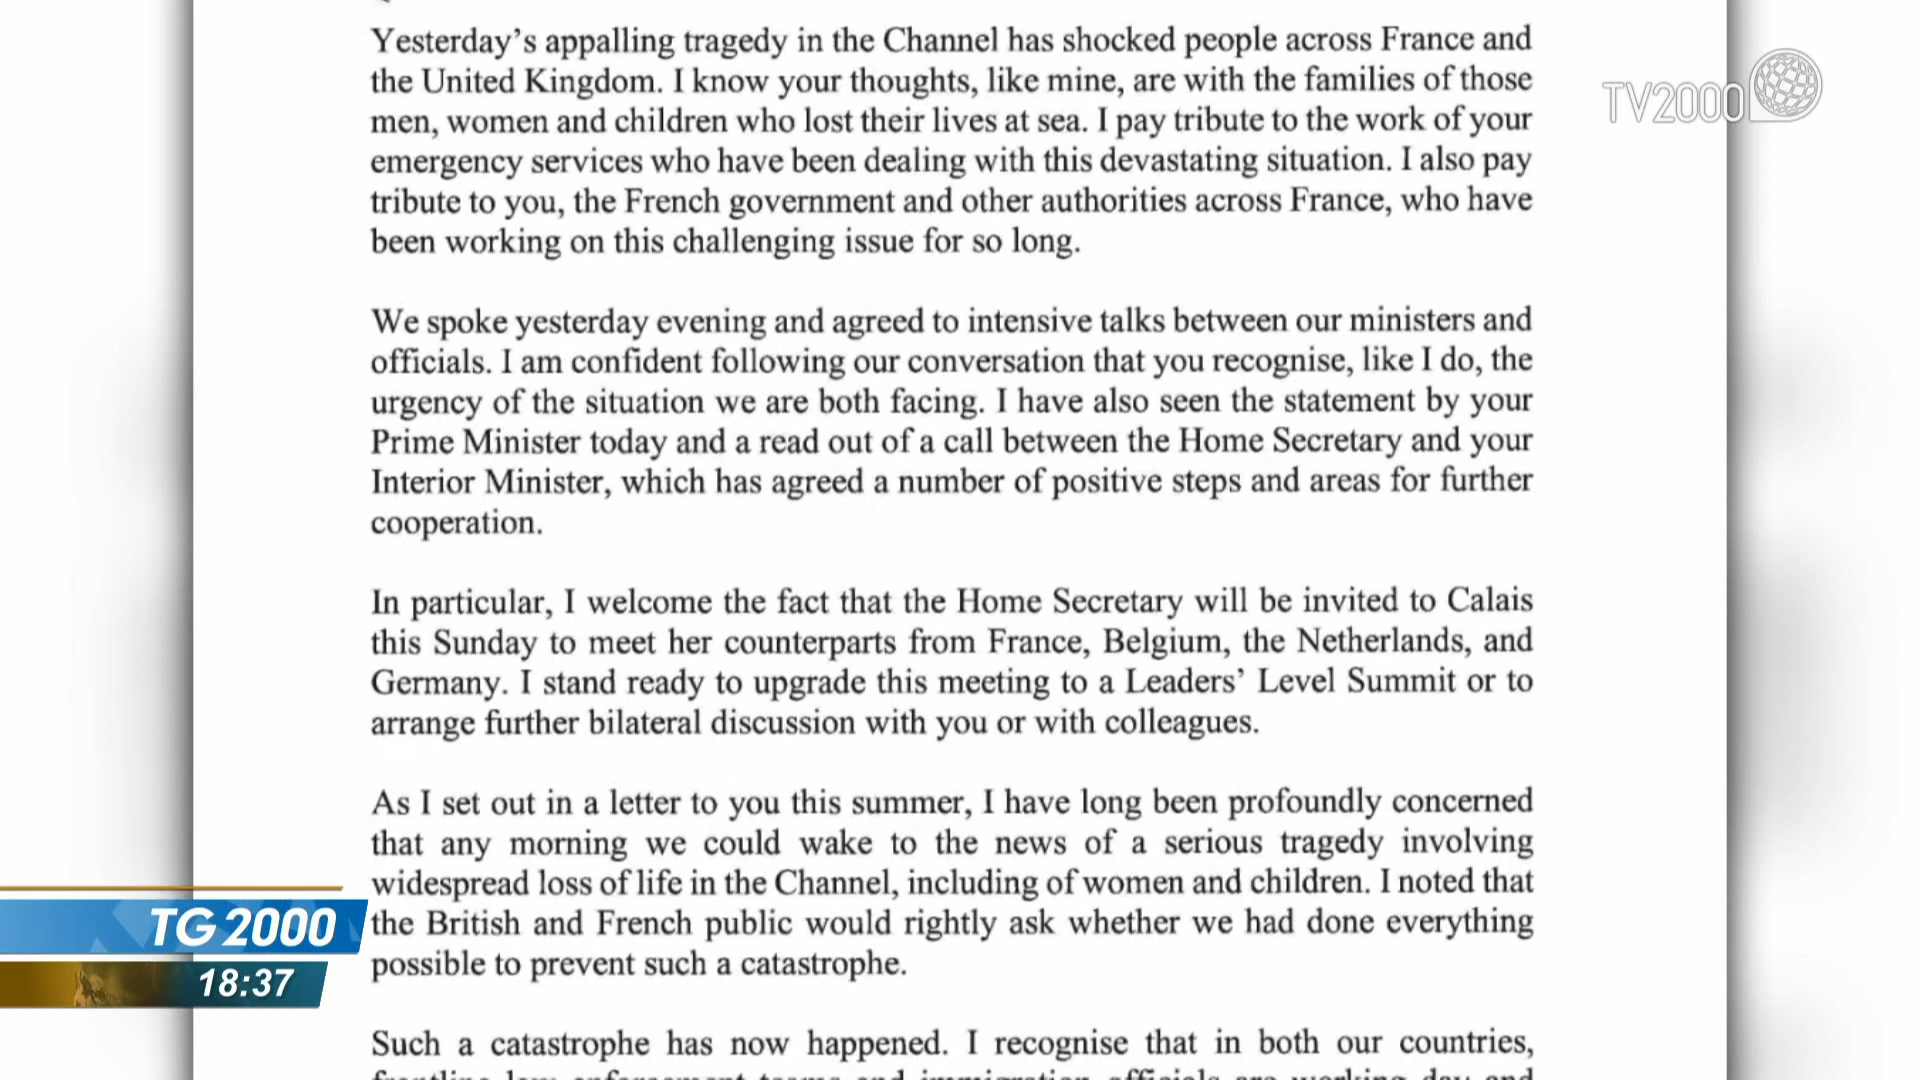 Yesterday's appalling tragedy in the Channel has shocked people across France and
the United Kingdom. I know your thoughts, like mine, are with the families of those
men, women and children who lost their lives at sea. I pay tribute to the work of your
emergency services who have been dealing with this devastating situation. I also pay
tribute to you, the French government and other authorities across France, who have
been working on this challenging issue for so long.
We spoke yesterday evening and agreed to intensive talks between our ministers and
officials. I am confident following our conversation that you recognise, like I do, the
urgency of the situation we are both facing. I have also seen the statement by your
Prime Minister today and a read out of a call between the Home Secretary and your
Interior Minister, which has agreed a number of positive steps and areas for further
cooperation.
In particular, I welcome the fact that the Home Secretary will be invited to Calais
this Sunday to meet her counterparts from France, Belgium, the Netherlands, and
Germany. I stand ready to upgrade this meeting to a Leaders' Level Summit or to
arrange further bilateral discussion with you or with colleagues.
As I set out in a letter to you this summer, I have long been profoundly concerned
that any morning we could wake to the news of a serious tragedy involving
widespread loss of life in the Channel, including of women and children. I noted that
the British and French public would rightly ask whether we had done everything
possible to prevent such a catastrophe.
Such a catastrophe has now happened. I recognise that in both our countries,
TV2000
TG2000
18:37